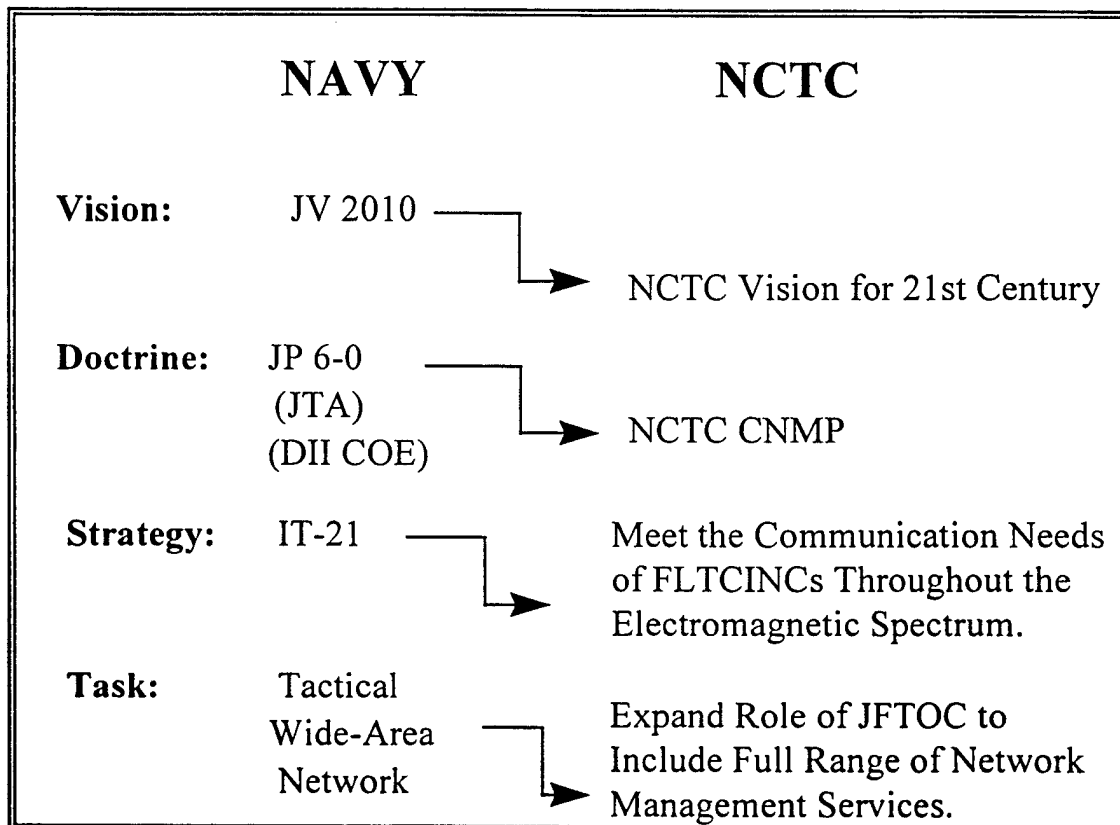 NAVY NCTC
Vision: JV 2010
NCTC Vision for 21st Century
Doctrine: JP 6-0
(JTA)
NCTC CNMP
(DII COE)
Strategy: IT-21
Meet the Communication Needs
of FLTCINCs Throughout the
Electromagnetic Spectrum.
Task: Tactical
Wide-Area
Network
Expand Role of JFTOC to
Include Full Range of Network
Management Services.